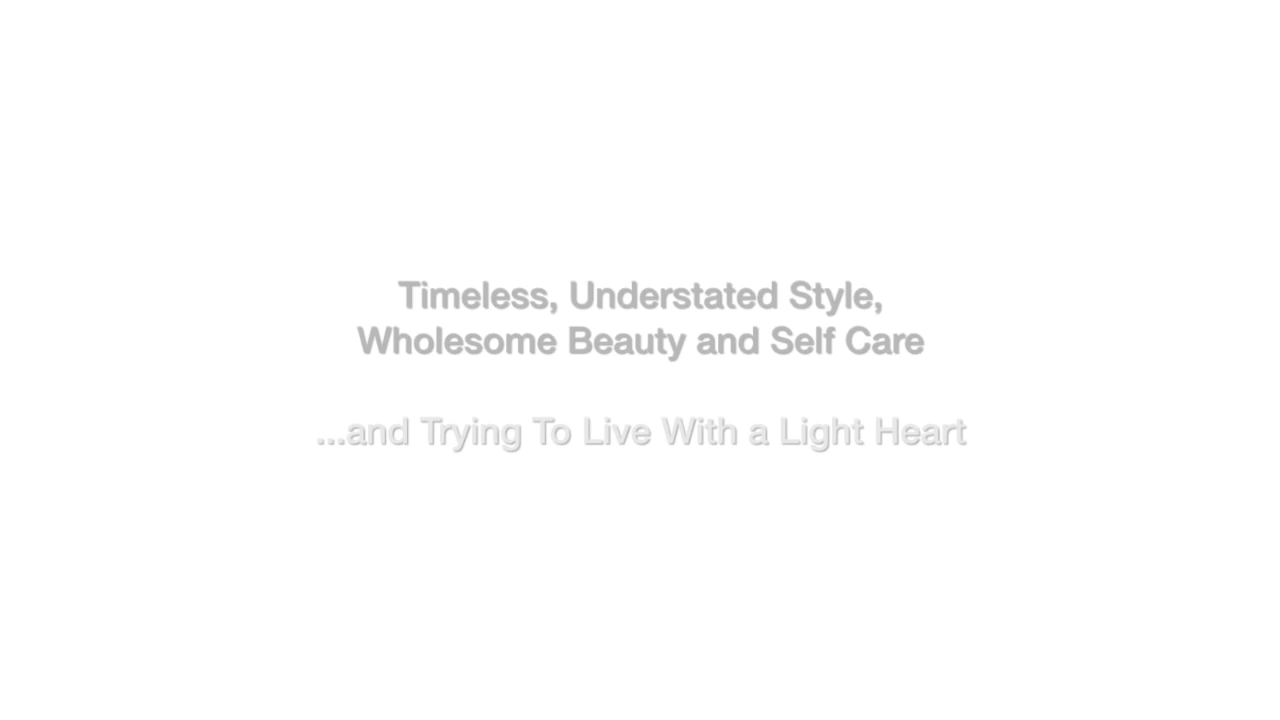 Timeless, Understated Style,
Wholesome Beauty and Self Care
...and Trying To Live With a Light Heart